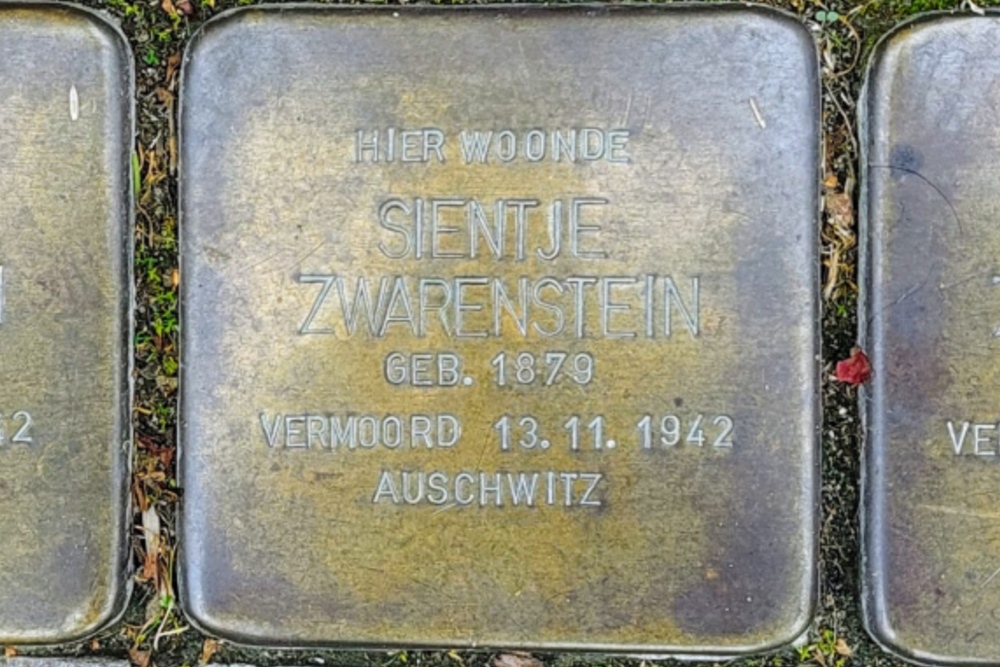 HIER WOONDE
SIENTJE
ZWARENSTEIN
GEB. 1879
VERMOORD 13.11.1942
AUSCHWITZ